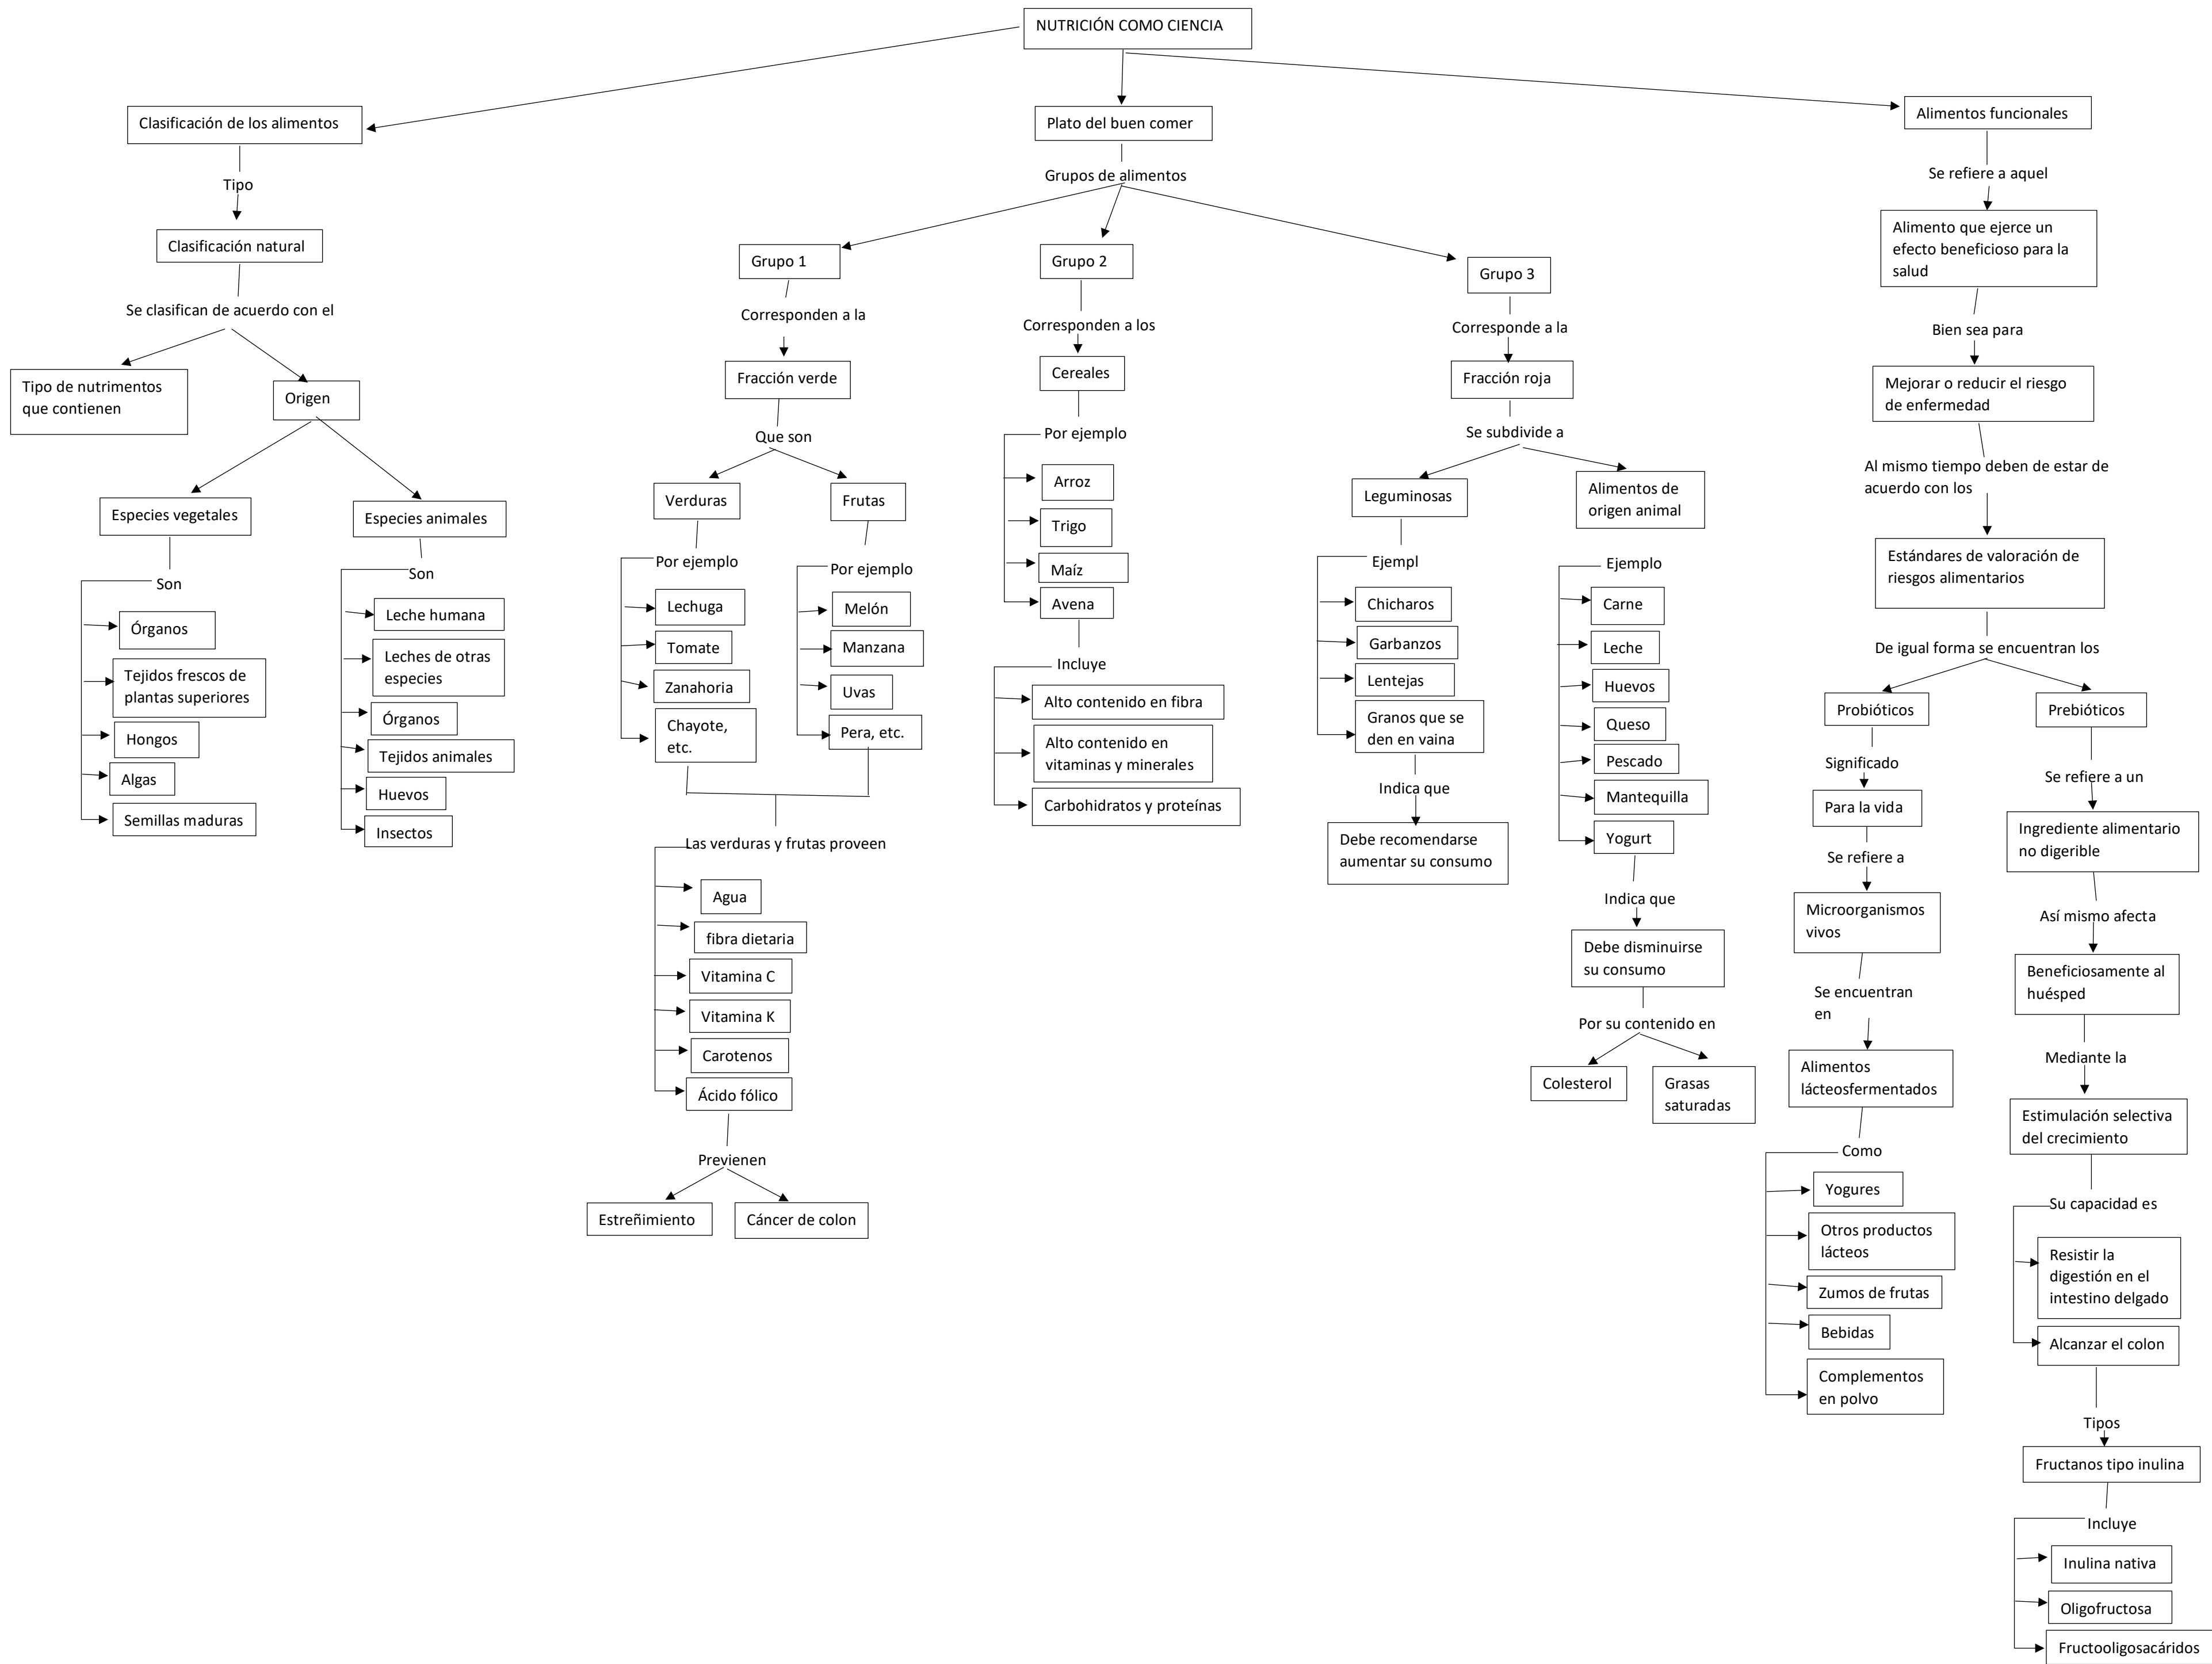 NUTRICIÓN COMO CIENCIA
Clasificación de los alimentos
Tipo
Clasificación natural
Se clasifican de acuerdo con el
Tipo de nutrimentos
que contienen
Origen
Especies vegetales
Son
Órganos
Tejidos frescos de
plantas superiores
Hongos
Algas
Semillas maduras
Especies animales
Son
Leche humana
Leches de otras
especies
Órganos
Tejidos animales
Huevos
Insectos
Plato del buen comer
Grupos de alimentos
Grupo 1
Corresponden a la
Fracción verde
Que son
Verduras
Por ejemplo
Lechuga
Tomate
Zanahoria
Chayote,
etc.
Frutas
Por ejemplo
Melón
Manzana
Uvas
Pera, etc.
Las verduras y frutas proveen
Agua
fibra dietaria
Vitamina C
Vitamina K
Carotenos
Ácido fólico
Previenen
Estreñimiento
Cáncer de colon
Grupo 2
Corresponden a los
Cereales
Por ejemplo
Arroz
Trigo
Maíz
Avena
Incluye
Alto contenido en fibra
Alto contenido en
vitaminas y minerales
Carbohidratos y proteínas
Grupo 3
Corresponde a la
Fracción roja
Se subdivide a
Leguminosas
Ejempl
Chicharos
Garbanzos
Lentejas
Granos que se
den en vaina
Indica que
Debe recomendarse
aumentar su consumo
Alimentos de
origen animal
Ejemplo
Carne
Leche
Huevos
Queso
Pescado
Mantequilla
Yogurt
Indica que
Debe disminuirse
su consumo
Por su contenido en
Colesterol
Grasas
saturadas
Alimentos funcionales
Se refiere a aquel
Alimento que ejerce un
efecto beneficioso para la
salud
Bien sea para
Mejorar o reducir el riesgo
de enfermedad
Al mismo tiempo deben de estar de
acuerdo con los
Estándares de valoración de
riesgos alimentarios
De igual forma se encuentran los
Probióticos
Significado
Para la vida
Se refiere a
Microorganismos
vivos
Se encuentran
en
Alimentos
lácteosfermentados
Como
Yogures
Otros productos
lácteos
Zumos de frutas
Bebidas
Complementos
en polvo
Prebióticos
Se refiere a un
Ingrediente alimentario
no digerible
Así mismo afecta
Beneficiosamente al
huésped
Mediante la
Estimulación selectiva
del crecimiento
Su capacidad es
Resistir la
digestión en el
intestino delgado
Alcanzar el colon
Tipos
Fructanos tipo inulina
Incluye
Inulina nativa
Oligofructosa
Fructooligosacáridos